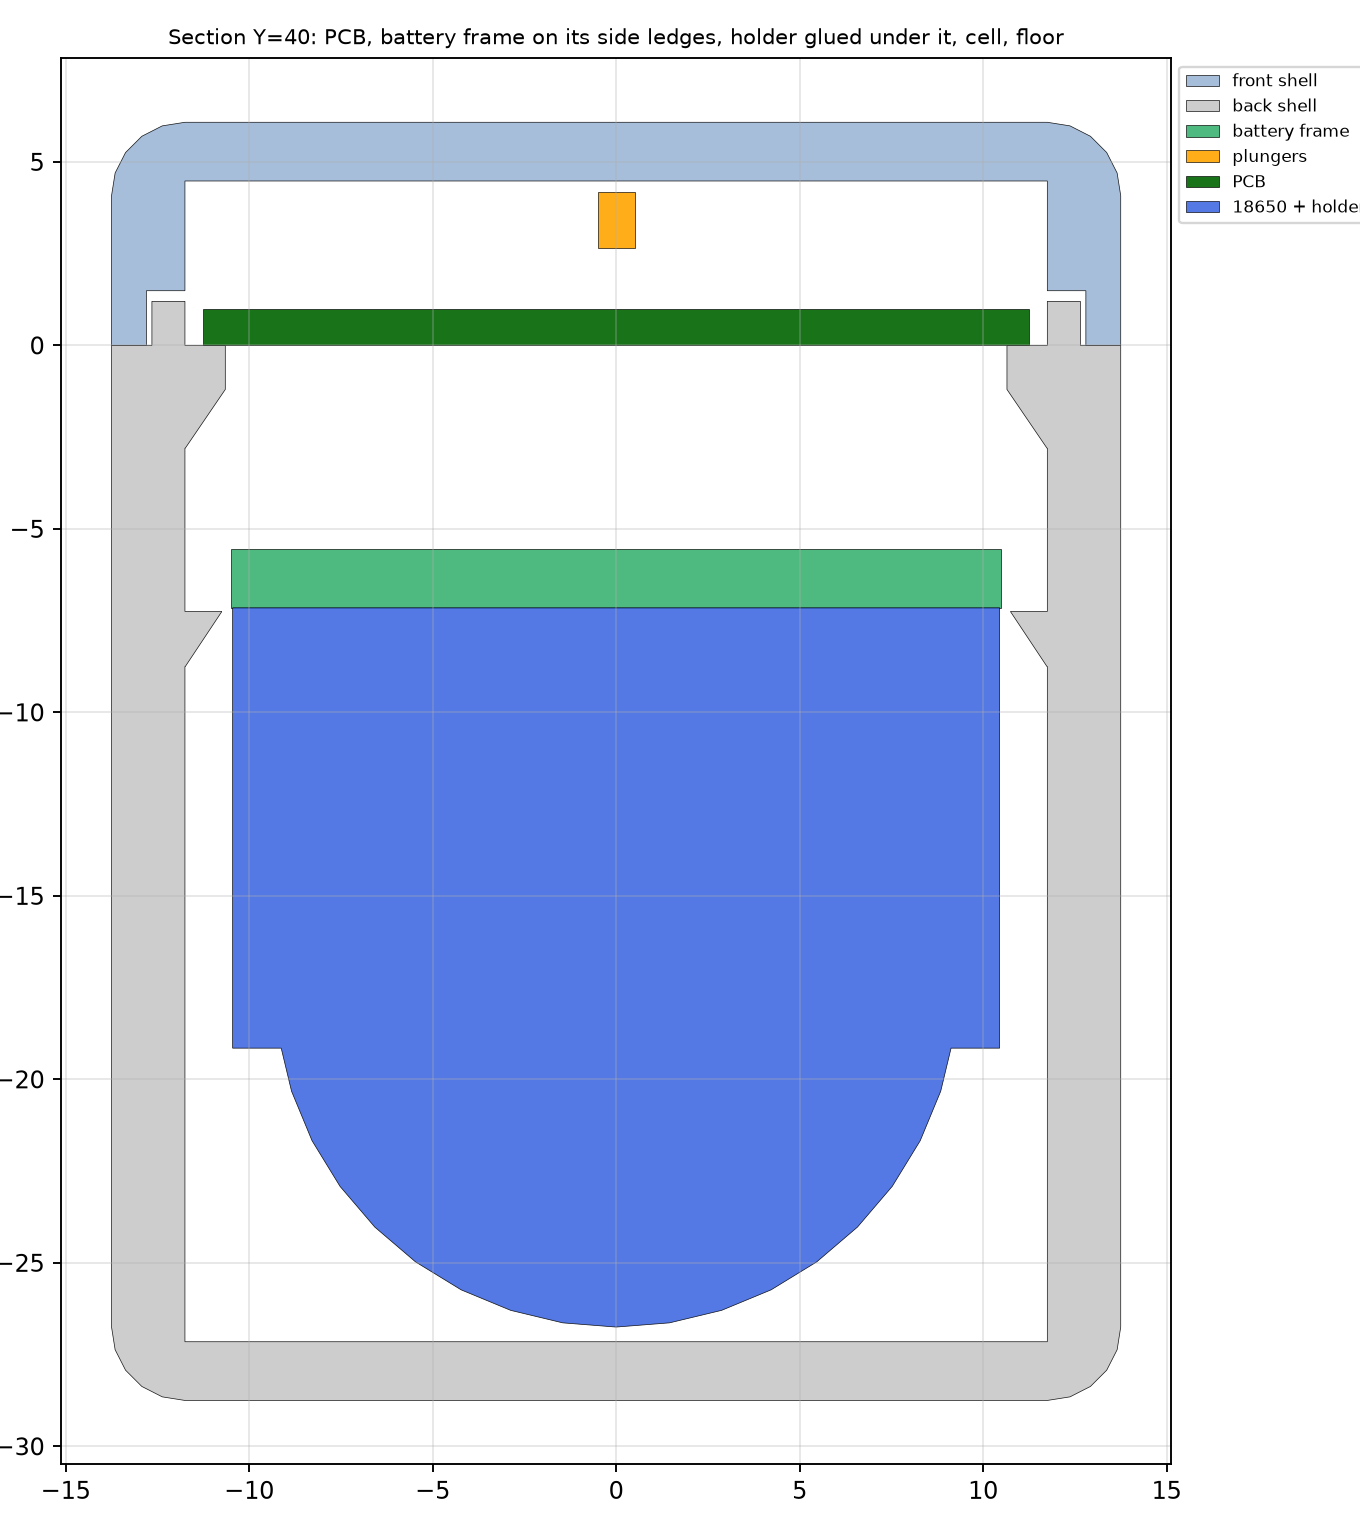 Section Y=40: PCB, battery frame on its side ledges, holder glued under it, cell, floor
front shell
back shell
battery frame
plungers
PCB
18650 + holde
5
0
−5
−10
−15
−20
−25
−30
−15
−10
−5
0
5
10
15